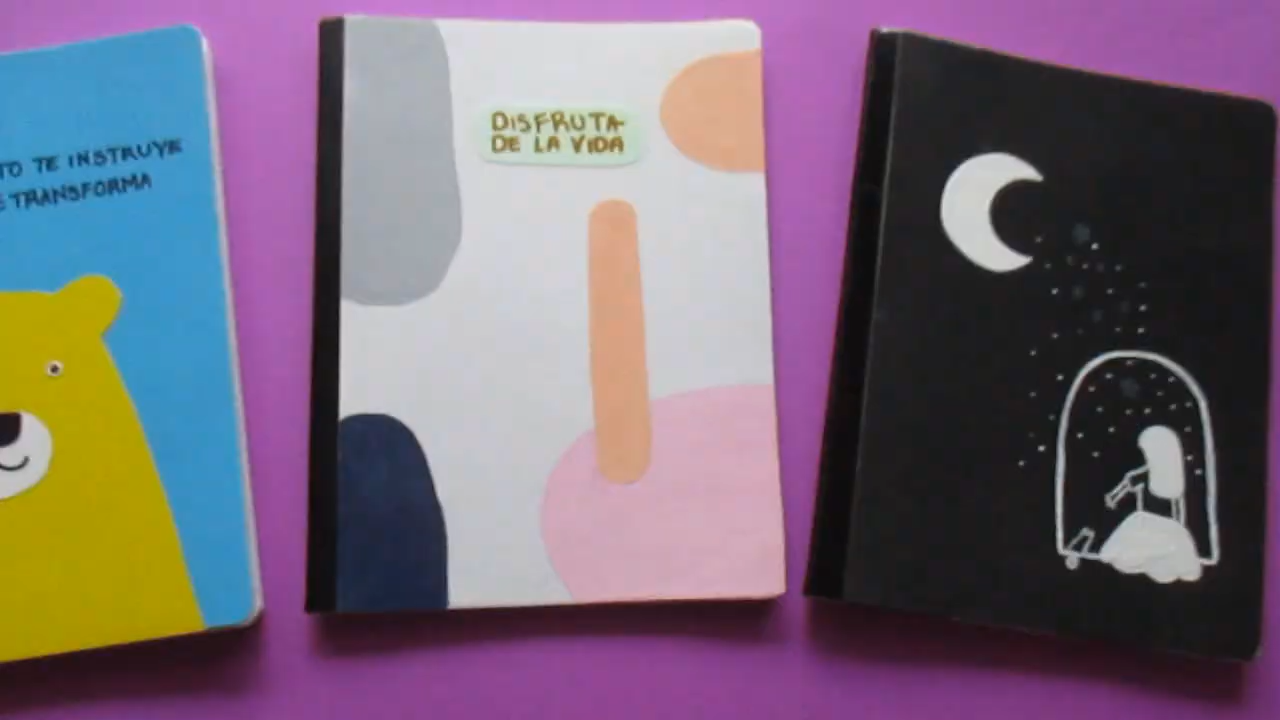 TO TE INSTRUYE
E TRANSFORMA
DISFRUTA
DE LA VIDA